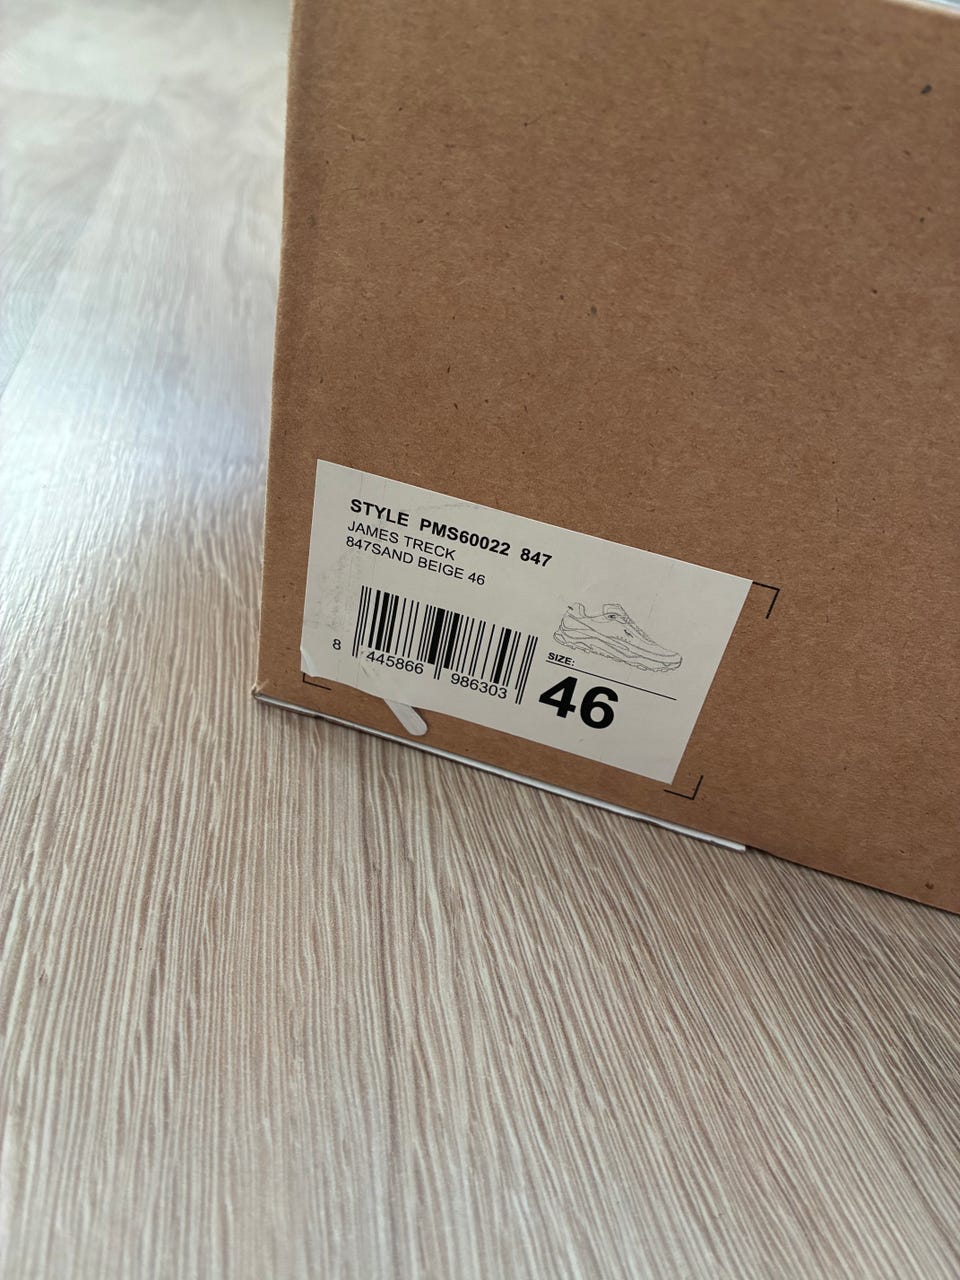 STYLE PMS60022 847
JAMES TRECK
847SAND BEIGE 46
8 445866 986303
SIZE:
46